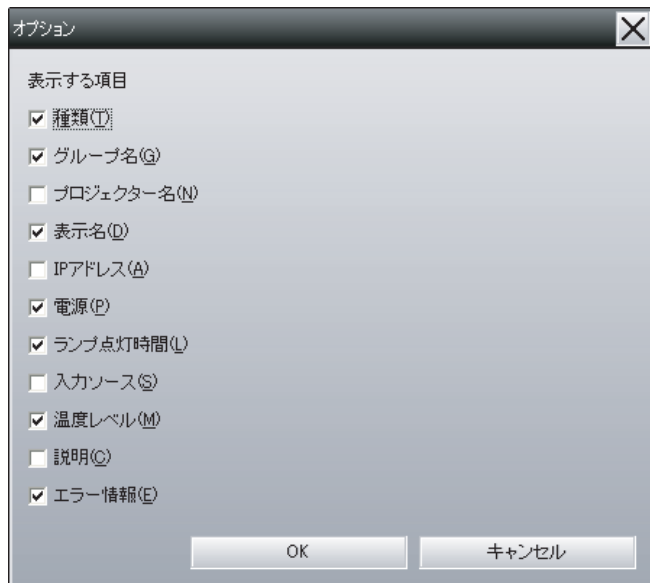 オプション
表示する項目
種類(T)
グループ名(G)
プロジェクター名(N)
表示名(D)
IPアドレス(A)
電源(P)
ランプ点灯時間(L)
入力ソース(S)
温度レベル(M)
説明(C)
エラー情報(E)
OK
キャンセル